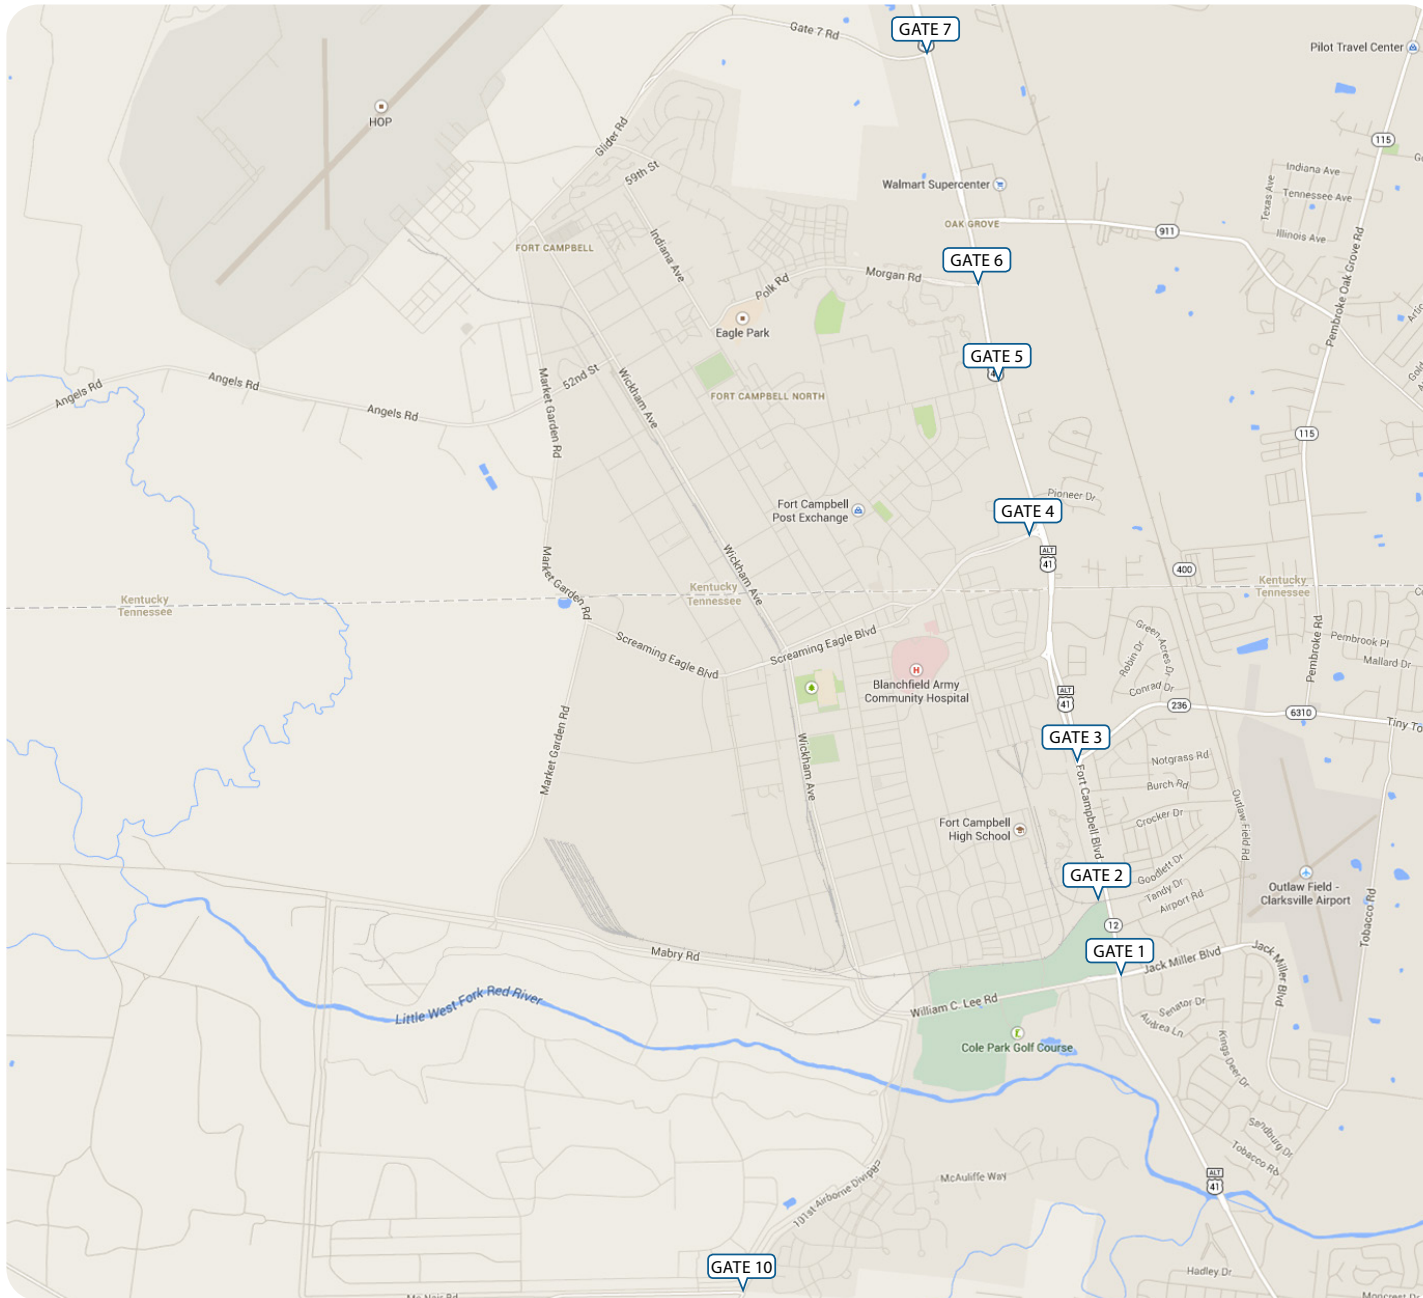 GATE 7
Gate 7 Rd
Pilot Travel Center
HOP
Glider Rd
115
59th St
Indiana Ave
Texas Ave
Tennessee Ave
Walmart Supercenter
OAK GROVE
911
Illinois Ave
Indiana Ave
FORT CAMPBELL
GATE 6
Polk Rd
Morgan Rd
Pembroke Oak Grove Rd
Eagle Park
GATE 5
Angels Rd
Angels Rd
Angels Rd
52nd St
Market Garden Rd
Wickham Ave
FORT CAMPBELL NORTH
115
Pioneer Dr
Fort Campbell
Post Exchange
GATE 4
ALT
41
400
Market Garden Rd
Wickham Ave
Kentucky
Tennessee
Kentucky
Tennessee
Kentucky
Tennessee
Screaming Eagle Blvd
Screaming Eagle Blvd
Green Acres Dr
Robin Dr
Pembroke Rd
Pembrook Pl
Mallard Dr
Blanchfield Army
Community Hospital
Conrad Dr
ALT
41
236
6310
Tiny To
Market Garden Rd
Wickham Ave
GATE 3
Notgrass Rd
Burch Rd
Fort Campbell Blvd
Crocker Dr
Outlaw Field Rd
Fort Campbell
High School
GATE 2
Goodlett Dr
Tandy Dr
Airport Rd
Outlaw Field -
Clarksville Airport
Tobacco Rd
12
GATE 1
Jack Miller Blvd
Jack Miller Blvd
Mabry Rd
William C. Lee Rd
Little West Fork Red River
Senator Dr
Audrea Ln
Cole Park Golf Course
Kings Deer Dr
Sandburg Dr
Tobacco Rd
101st Airborne Division Rd
McAuliffe Way
ALT
41
GATE 10
Hadley Dr